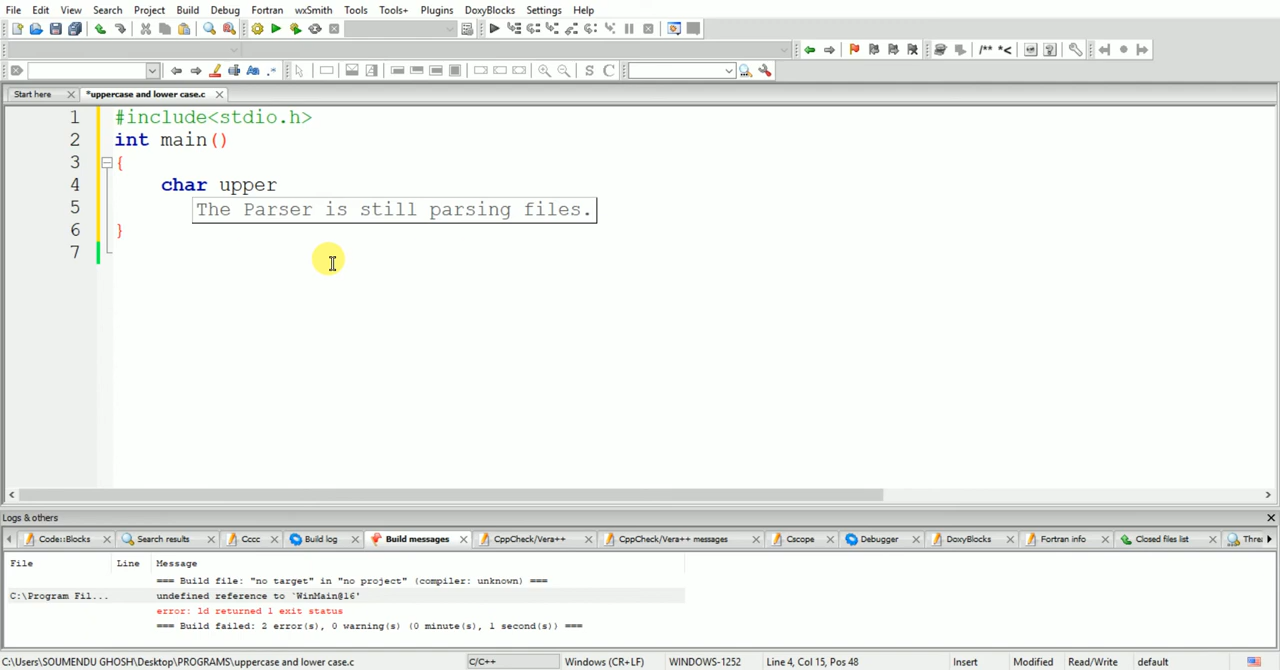 File Edit View Search Project Build Debug Fortran wxSmith Tools Tools+ Plugins DoxyBlocks Settings Help
/** *<
S C
Start here *uppercase and lower case.c
1 #include<stdio.h>
2 int main()
3 {
4 char upper
5 The Parser is still parsing files.
6 }
7
Logs & others
Code::Blocks Search results Cccc Build log Build messages CppCheck/Vera++ CppCheck/Vera++ messages Cscope Debugger DoxyBlocks Fortran info Closed files list Threa
File Line Message
=== Build file: "no target" in "no project" (compiler: unknown) ===
C:\Program Fil... undefined reference to `WinMain@16'
error: ld returned 1 exit status
=== Build failed: 2 error(s), 0 warning(s) (0 minute(s), 1 second(s)) ===
C:\Users\SOUMENDU GHOSH\Desktop\PROGRAMS\uppercase and lower case.c C/C++ Windows (CR+LF) WINDOWS-1252 Line 4, Col 15, Pos 48 Insert Modified Read/Write default